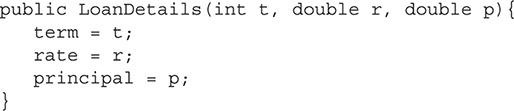 public LoanDetails(int t, double r, double p){
   term = t;
   rate = r;
   principal = p;
}